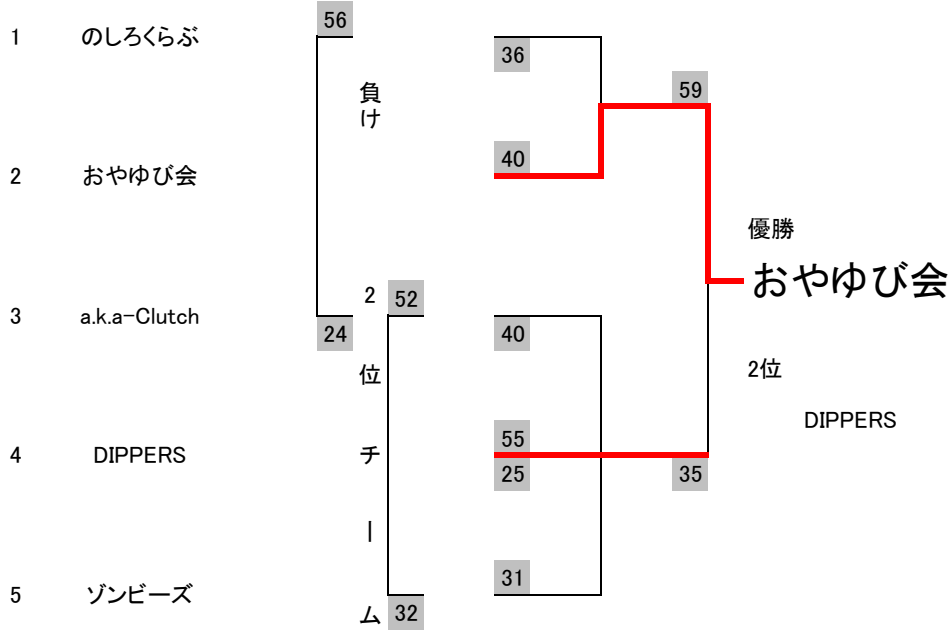 1 のしろくらぶ 56
36
負け
59
40
2 おやゆび会
優勝
おやゆび会
2位チーム
52
3 a.k.a-Clutch
24
40
2位
DIPPERS
55
4 DIPPERS
25
35
31
5 ゾンビーズ
32